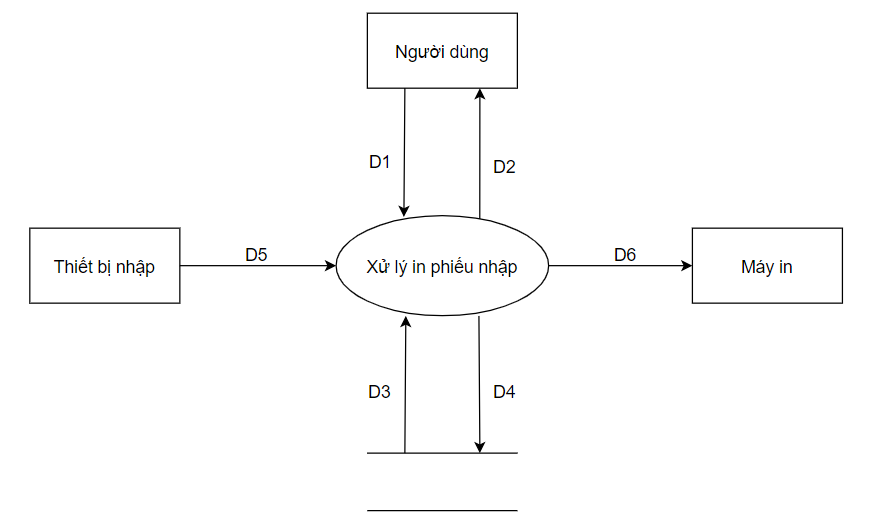 Người dùng
D1
D2
Thiết bị nhập
D5
Xử lý in phiếu nhập
D6
Máy in
D3
D4